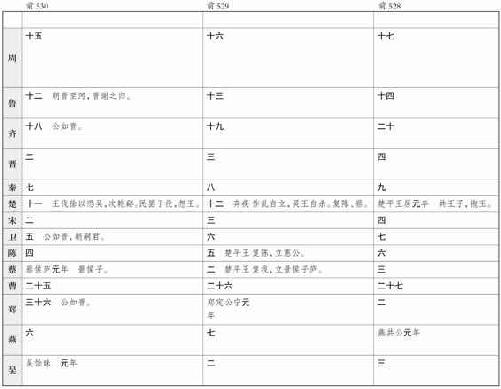 前530 前529 前528
周 十五 十六 十七
鲁 十二 朝晋至河，晋谢之归。 十三 十四
齐 十八 公如晋。 十九 二十
晋 二 三 四
秦 七 八 九
楚 十一 王伐徐以恐吴，次乾谿。民罢于役，怨王。 十二 弃疾作乱自立，灵王自杀。复陈、蔡。 楚平王居元年 共王子，抱玉。
宋 二 三 四
卫 五 公如晋，朝嗣君。 六 七
陈 四 五 楚平王复陈，立惠公。 六
蔡 蔡侯庐元年 景侯子。 二 楚平王复我，立景侯子庐。 三
曹 二十五 二十六 二十七
郑 三十六 公如晋。 郑定公宁元 二
年
燕 六 七 燕共公元年
吴 吴馀昧 元年 二 三